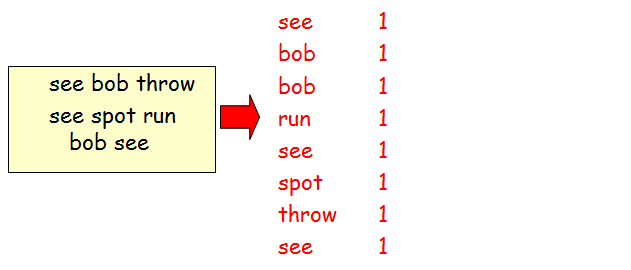 see bob throw
see spot run
bob see
see 1
bob 1
bob 1
run 1
see 1
spot 1
throw 1
see 1